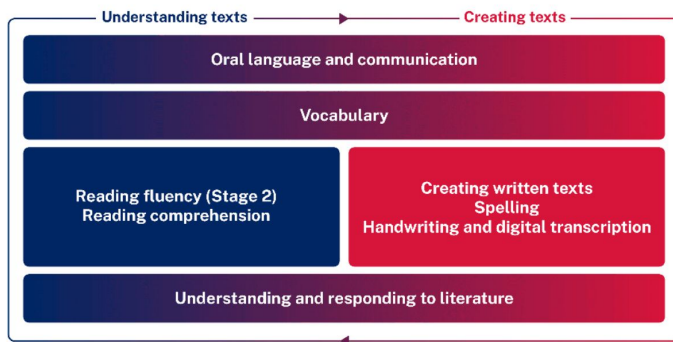 Understanding texts
Creating texts
Oral language and communication
Vocabulary
Reading fluency (Stage 2)
Reading comprehension
Creating written texts
Spelling
Handwriting and digital transcription
Understanding and responding to literature